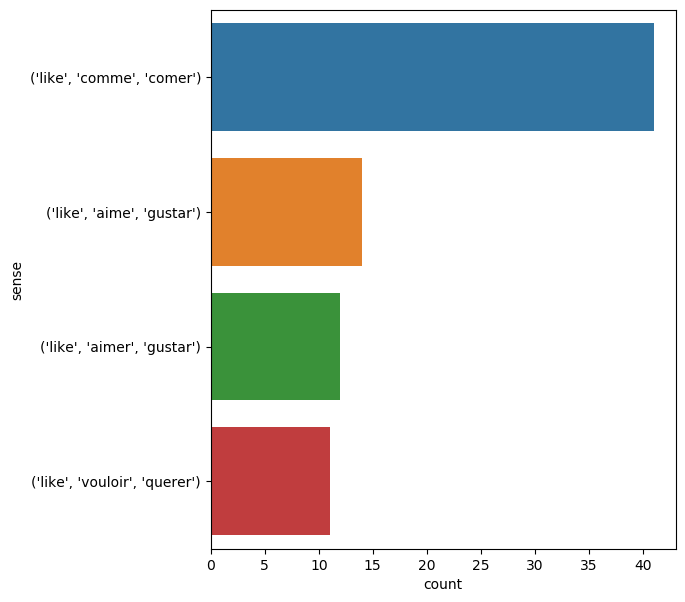 ('like', 'comme', 'comer')
('like', 'aime', 'gustar')
('like', 'aimer', 'gustar')
('like', 'vouloir', 'querer')
sense
0 5 10 15 20 25 30 35 40
count